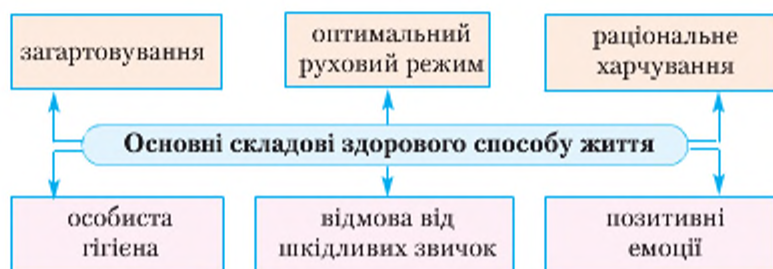 загартовування
оптимальний
руховий режим
раціональне
харчування
Основні складові здорового способу життя
особиста
гігієна
відмова від
шкідливих звичок
позитивні
емоції